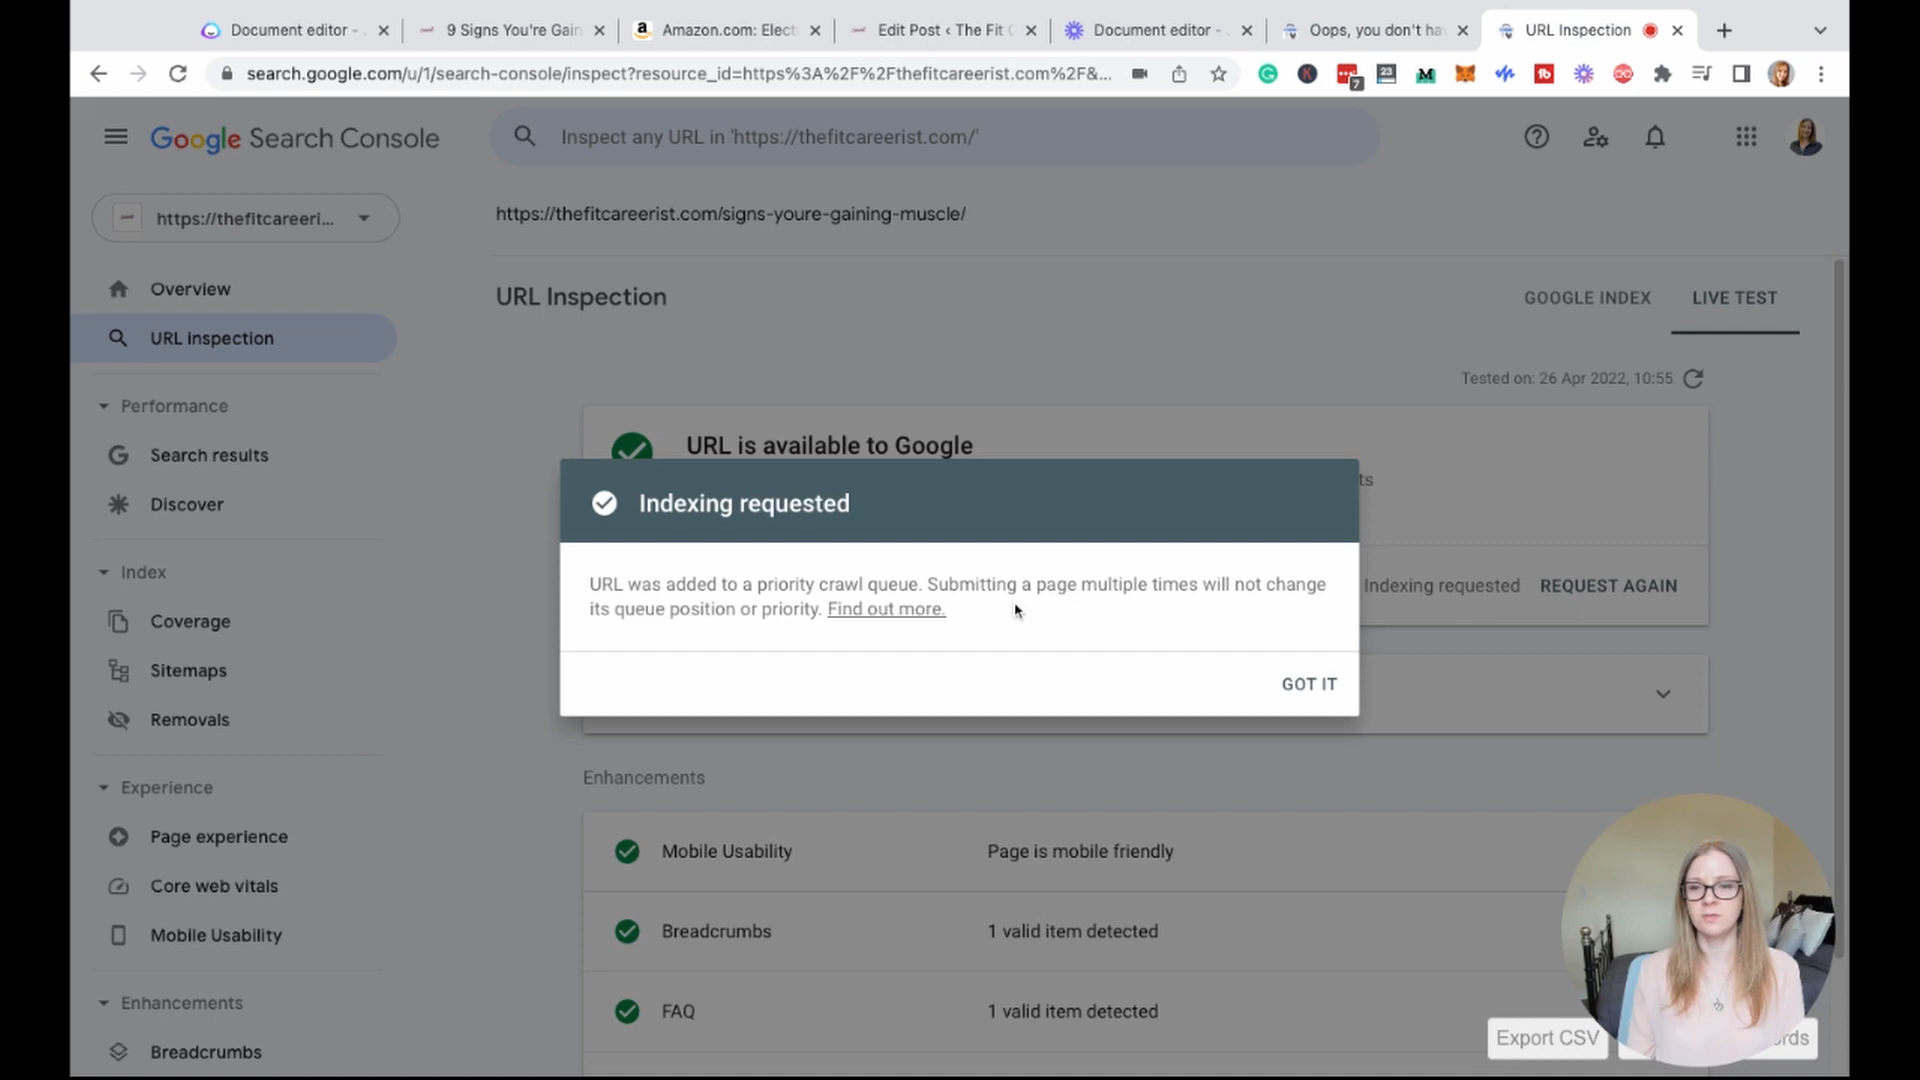 Document editor -
9 Signs You're Gain
Amazon.com: Elect
Edit Post ‹ The Fit C
Document editor -
Oops, you don't hav
URL Inspection
search.google.com/u/1/search-console/inspect?resource_id=https%3A%2F%2Fthefitcareerist.com%2F&...
7
23
Google Search Console
Inspect any URL in 'https://thefitcareerist.com/'
https://thefitcareeri...
https://thefitcareerist.com/signs-youre-gaining-muscle/
Overview
URL inspection
Performance
Search results
Discover
Index
Coverage
Sitemaps
Removals
Experience
Page experience
Core web vitals
Mobile Usability
Enhancements
Breadcrumbs
URL Inspection
GOOGLE INDEX
LIVE TEST
Tested on: 26 Apr 2022, 10:55
URL is available to Google
ts
Indexing requested
URL was added to a priority crawl queue. Submitting a page multiple times will not change
its queue position or priority. Find out more.
GOT IT
Indexing requested
REQUEST AGAIN
Enhancements
Mobile Usability
Page is mobile friendly
Breadcrumbs
1 valid item detected
FAQ
1 valid item detected
Export CSV
rds